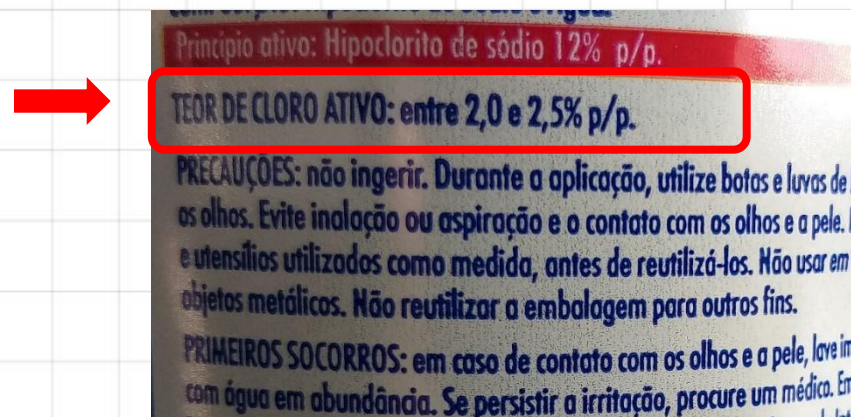 Princípio ativo: Hipoclorito de sódio 12% p/p.
TEOR DE CLORO ATIVO: entre 2,0 e 2,5% p/p.
PRECAUÇÕES: não ingerir. Durante a aplicação, utilize botas e luvas de
os olhos. Evite inalação ou aspiração e o contato com os olhos e a pele.
e utensílios utilizados como medida, antes de reutilizá-los. Não usar em
objetos metálicos. Não reutilizar a embalagem para outros fins.
PRIMEIROS SOCORROS: em caso de contato com os olhos e a pele, lave
com água em abundância. Se persistir a irritação, procure um médico. Em